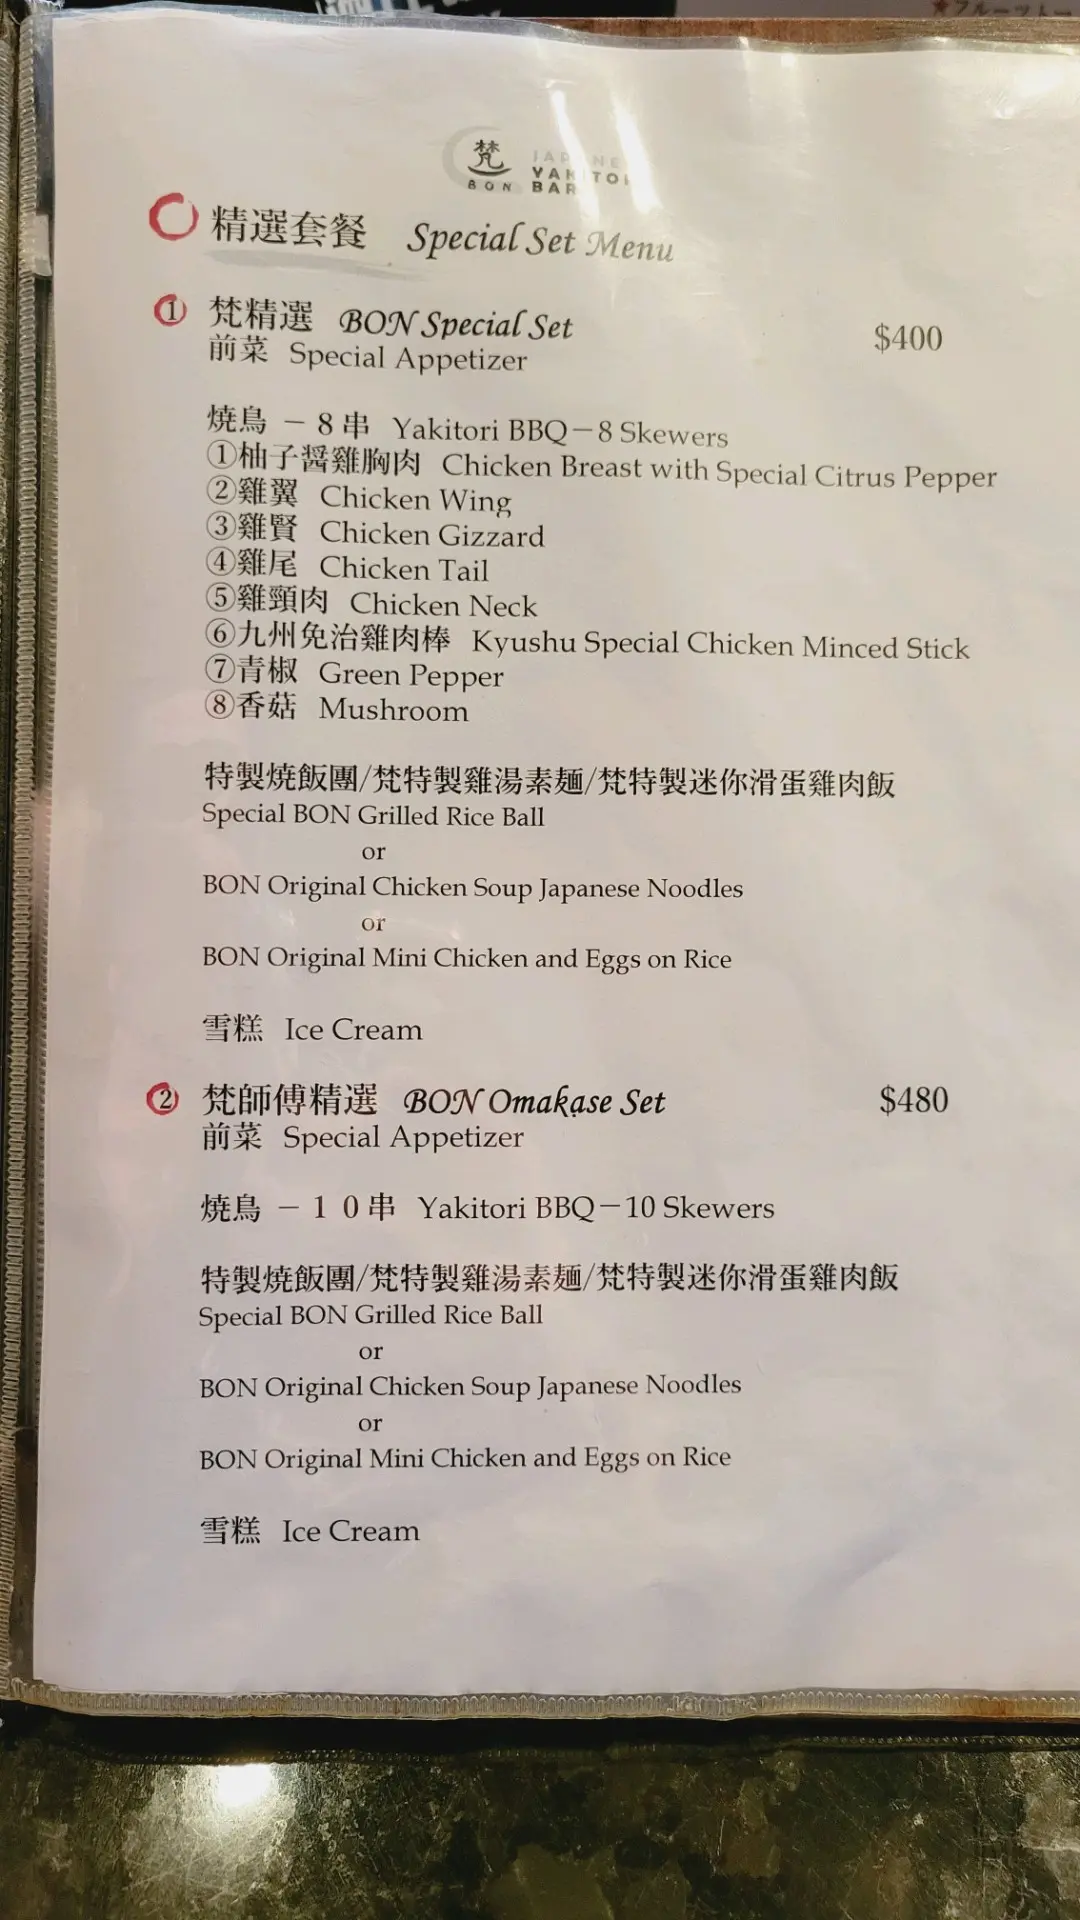 梵
BON
JAPANE
YAKITORI
BAR
精選套餐 Special Set Menu
① 梵精選 BON Special Set $400
前菜 Special Appetizer
燒鳥 －8串 Yakitori BBQ－8 Skewers
①柚子醤雞胸肉 Chicken Breast with Special Citrus Pepper
②雞翼 Chicken Wing
③雞賢 Chicken Gizzard
④雞尾 Chicken Tail
⑤雞頸肉 Chicken Neck
⑥九州免治雞肉棒 Kyushu Special Chicken Minced Stick
⑦青椒 Green Pepper
⑧香菇 Mushroom
特製燒飯團/梵特製雞湯素麵/梵特製迷你滑蛋雞肉飯
Special BON Grilled Rice Ball
or
BON Original Chicken Soup Japanese Noodles
or
BON Original Mini Chicken and Eggs on Rice
雪糕 Ice Cream
② 梵師傅精選 BON Omakase Set $480
前菜 Special Appetizer
燒鳥 －１０串 Yakitori BBQ－10 Skewers
特製燒飯團/梵特製雞湯素麵/梵特製迷你滑蛋雞肉飯
Special BON Grilled Rice Ball
or
BON Original Chicken Soup Japanese Noodles
or
BON Original Mini Chicken and Eggs on Rice
雪糕 Ice Cream